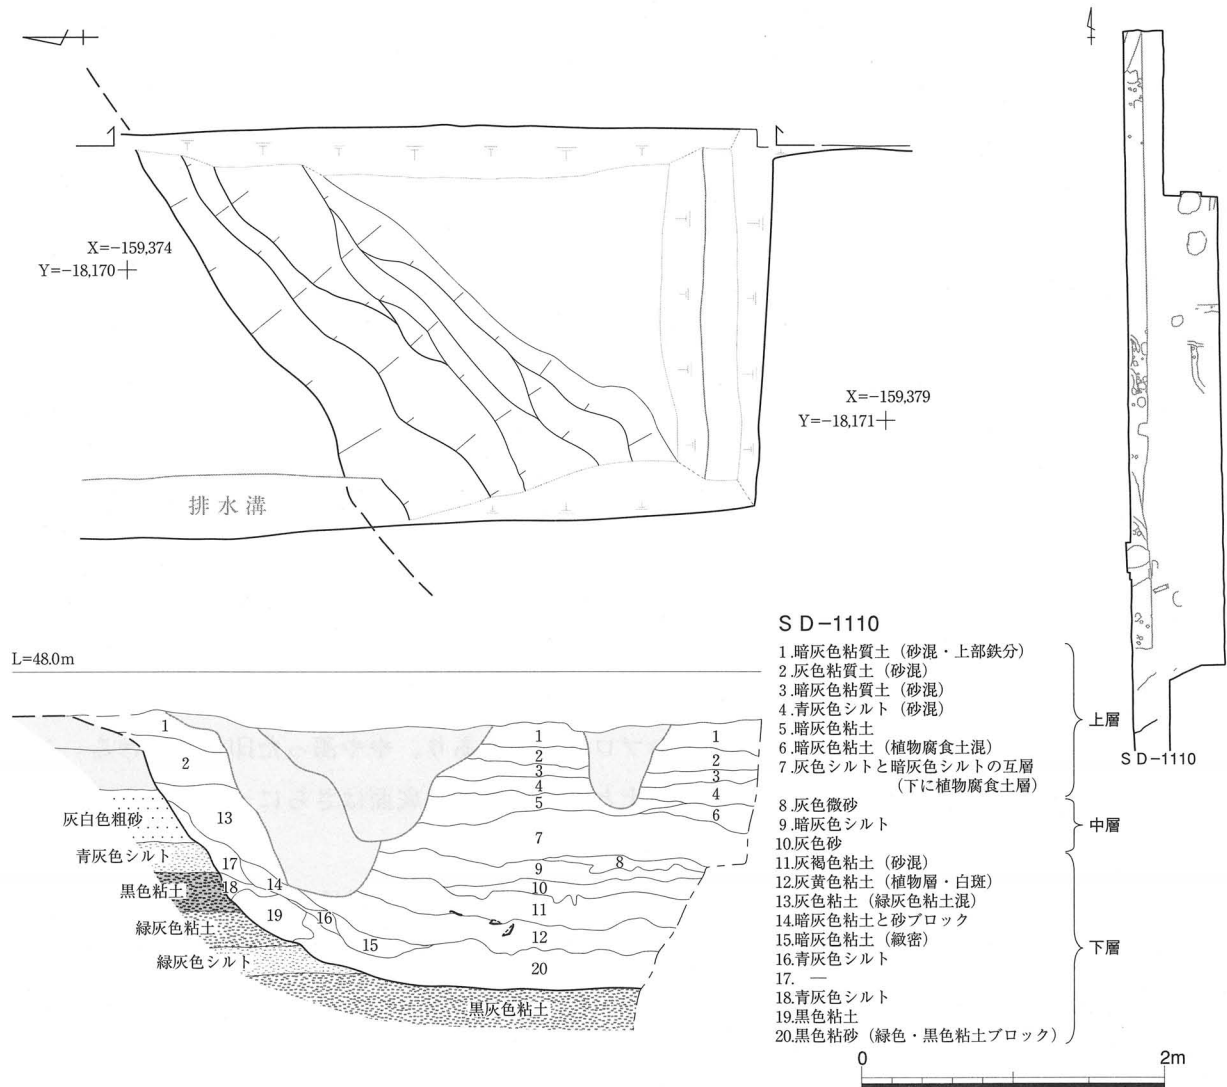 X=−159,374
Y=−18,170
X=−159,379
Y=−18,171
排水溝
SD-1110
L=48.0m
1
2
13
17
18
14
19
16
15
1
2
3
4
5
7
9
8
10
11
12
20
1
2
3
4
6
灰白色粗砂
青灰色シルト
黒色粘土
緑灰色粘土
緑灰色シルト
黒灰色粘土
SD-1110
1.暗灰色粘質土（砂混・上部鉄分）
2.灰色粘質土（砂混）
3.暗灰色粘質土（砂混）
4.青灰色シルト（砂混）
5.暗灰色粘土
6.暗灰色粘土（植物腐食土混）
7.灰色シルトと暗灰色シルトの互層
（下に植物腐食土層）
上層
8.灰色微砂
9.暗灰色シルト
10.灰色砂
中層
11.灰褐色粘土（砂混）
12.灰黄色粘土（植物層・白斑）
13.灰色粘土（緑灰色粘土混）
14.暗灰色粘土と砂ブロック
15.暗灰色粘土（緻密）
16.青灰色シルト
17. ―
18.青灰色シルト
19.黒色粘土
20.黒色粘砂（緑色・黒色粘土ブロック）
下層
0 2m